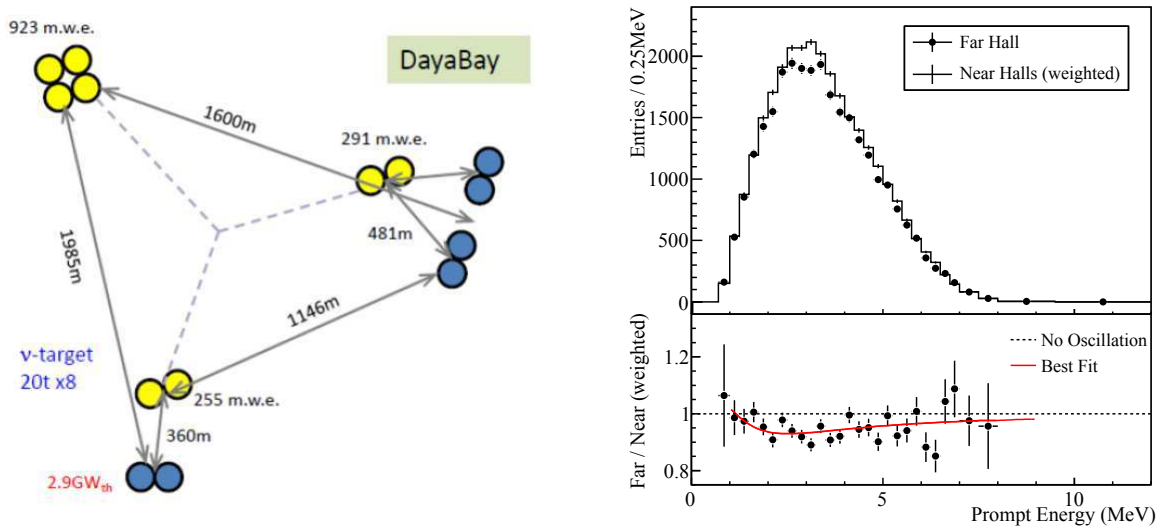 923 m.w.e.
DayaBay
1600m
291 m.w.e.
481m
1985m
1146m
ν-target
20t x8
255 m.w.e.
360m
2.9GWth
Entries / 0.25MeV
2000
1500
1000
500
0
Far Hall
Near Halls (weighted)
Far / Near (weighted)
1.2
1
0.8
No Oscillation
Best Fit
0
5
10
Prompt Energy (MeV)